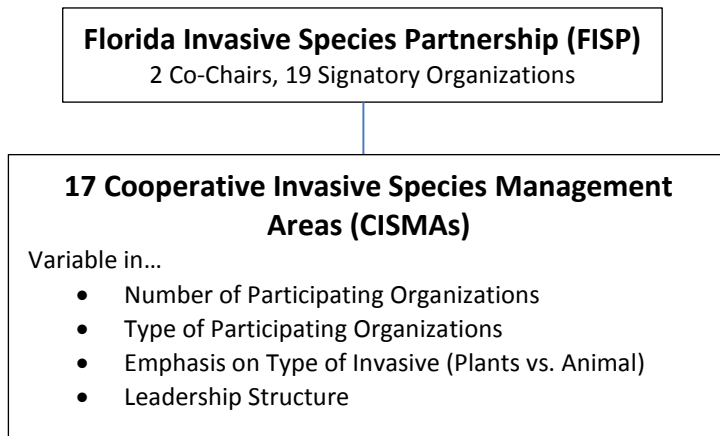 Florida Invasive Species Partnership (FISP)
2 Co-Chairs, 19 Signatory Organizations
17 Cooperative Invasive Species Management
Areas (CISMAs)
Variable in…
• Number of Participating Organizations
• Type of Participating Organizations
• Emphasis on Type of Invasive (Plants vs. Animal)
• Leadership Structure